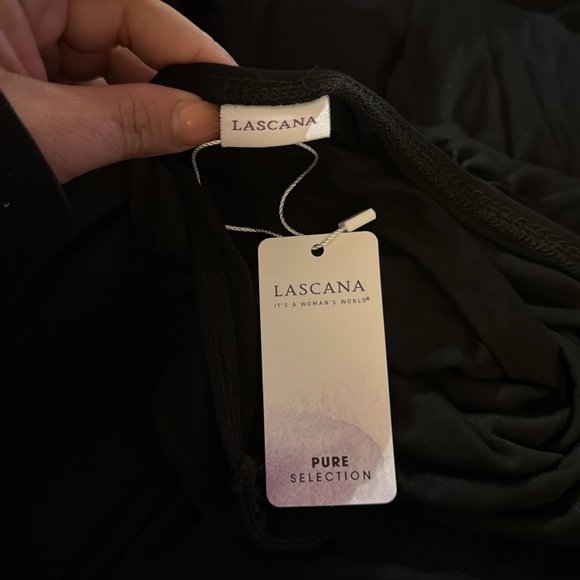 LASCANA
LASCANA
IT'S A WOMAN'S WORLD®
PURE
SELECTION